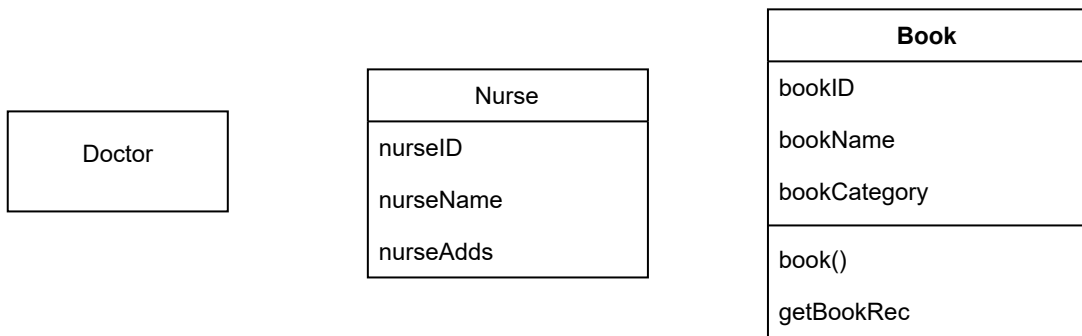 Doctor
Nurse
nurseID
nurseName
nurseAdds
Book
bookID
bookName
bookCategory
book()
getBookRec